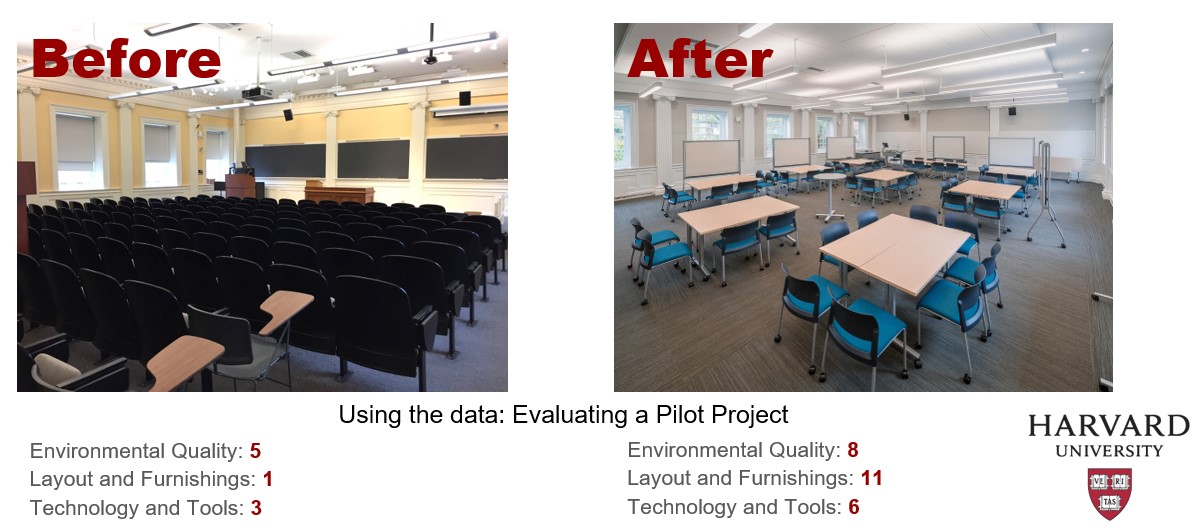 Before
After
Using the data: Evaluating a Pilot Project
Environmental Quality: 5
Layout and Furnishings: 1
Technology and Tools: 3
Environmental Quality: 8
Layout and Furnishings: 11
Technology and Tools: 6
HARVARD
UNIVERSITY
VE RI
TAS